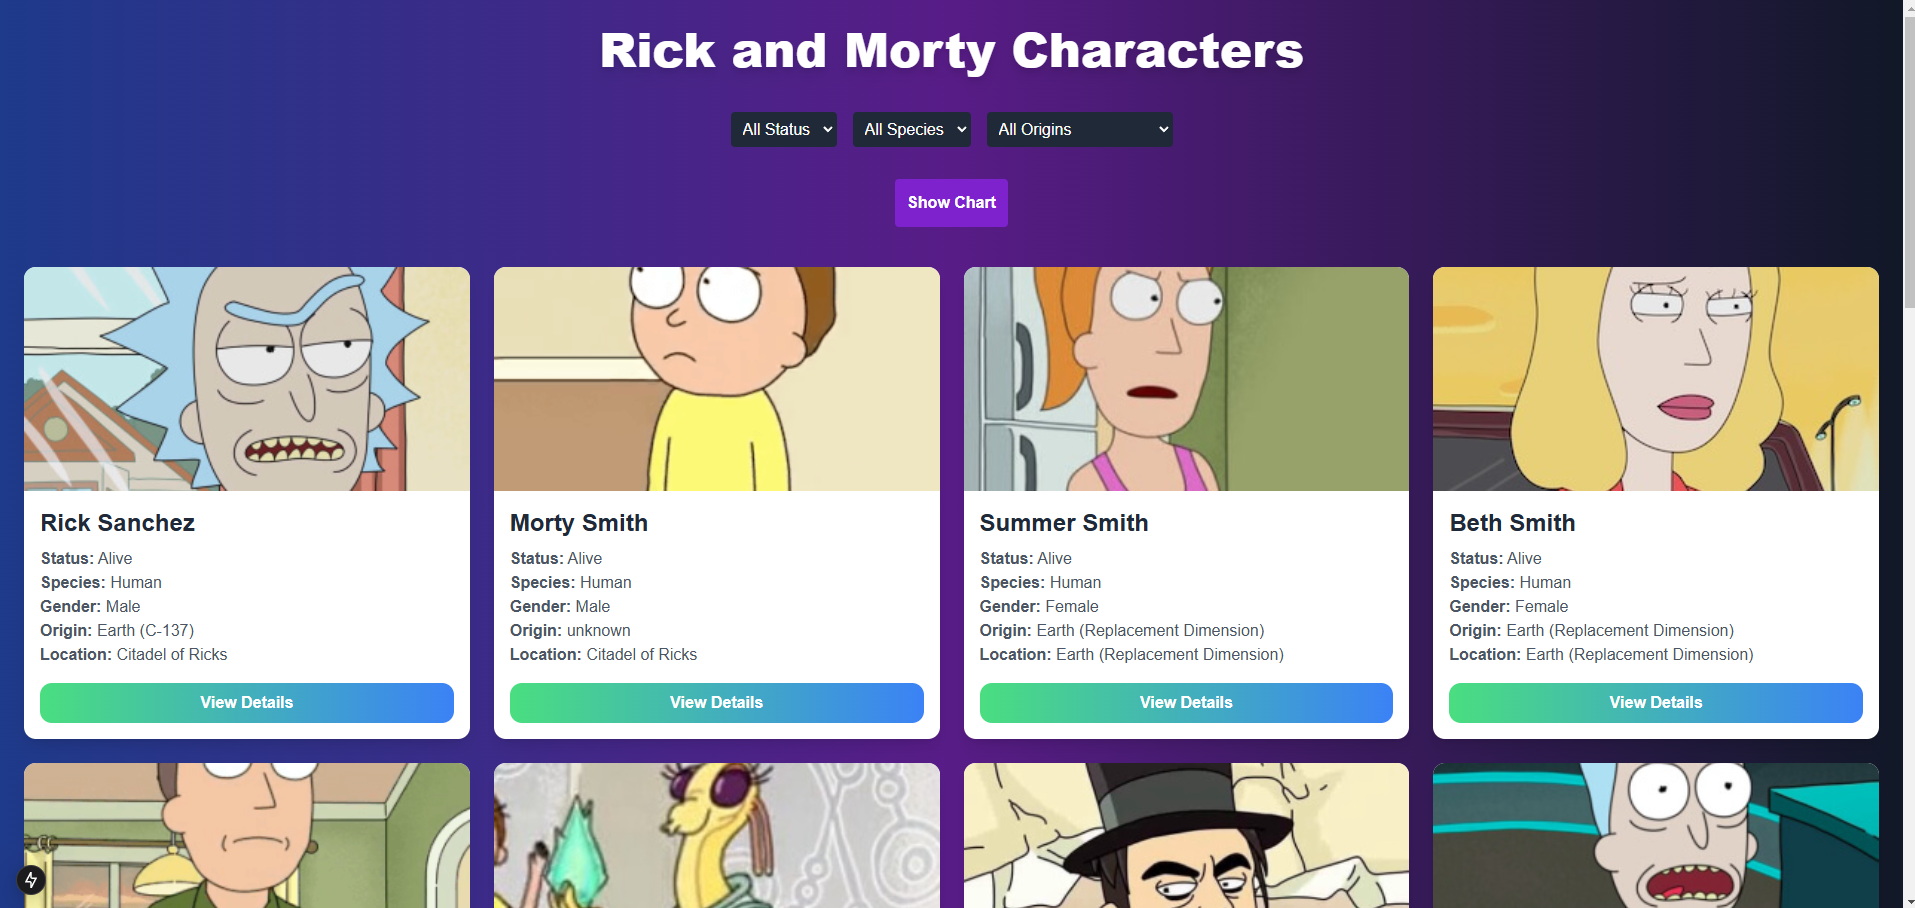 Rick and Morty Characters
All Status
All Species
All Origins
Show Chart
Rick Sanchez
Status: Alive
Species: Human
Gender: Male
Origin: Earth (C-137)
Location: Citadel of Ricks
View Details
Morty Smith
Status: Alive
Species: Human
Gender: Male
Origin: unknown
Location: Citadel of Ricks
View Details
Summer Smith
Status: Alive
Species: Human
Gender: Female
Origin: Earth (Replacement Dimension)
Location: Earth (Replacement Dimension)
View Details
Beth Smith
Status: Alive
Species: Human
Gender: Female
Origin: Earth (Replacement Dimension)
Location: Earth (Replacement Dimension)
View Details